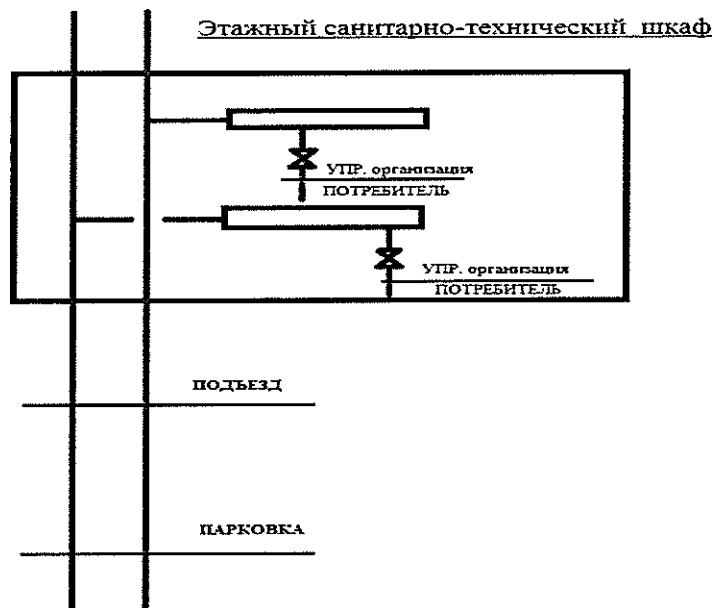 Этажный санитарно-технический шкаф
УПР. организация
ПОТРЕБИТЕЛЬ
УПР. организация
ПОТРЕБИТЕЛЬ
ПОДЪЕЗД
ПАРКОВКА